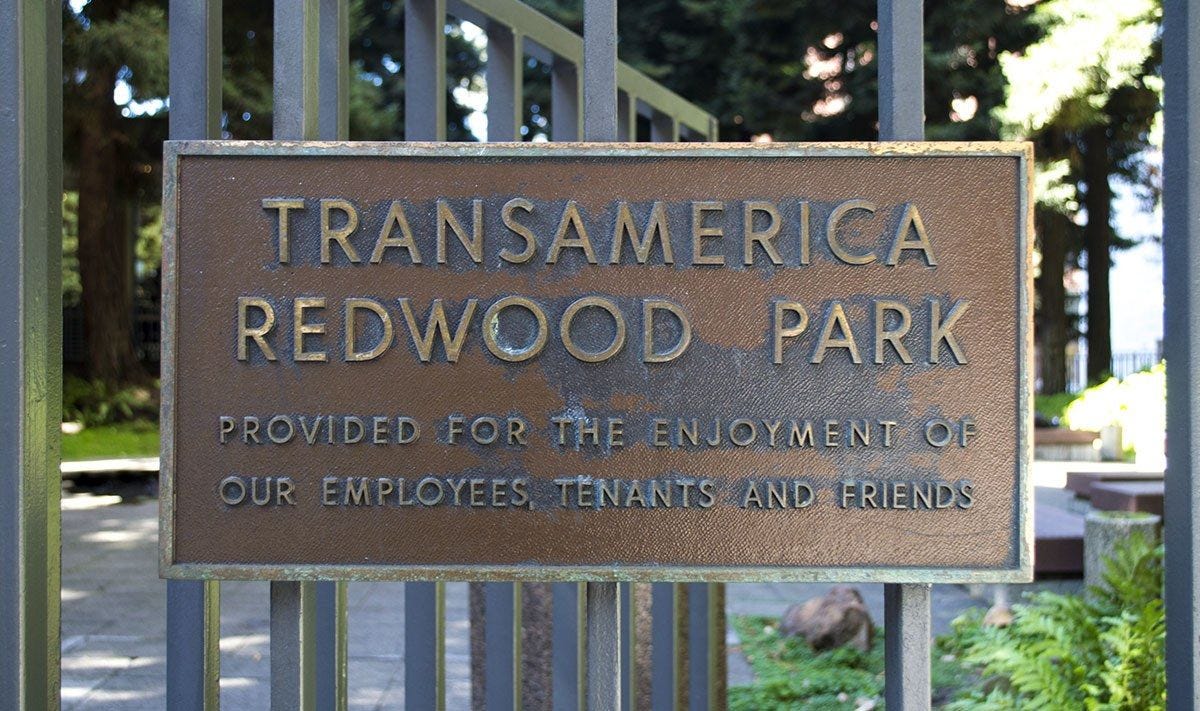 TRANSAMERICA
REDWOOD PARK
PROVIDED FOR THE ENJOYMENT OF
OUR EMPLOYEES, TENANTS AND FRIENDS